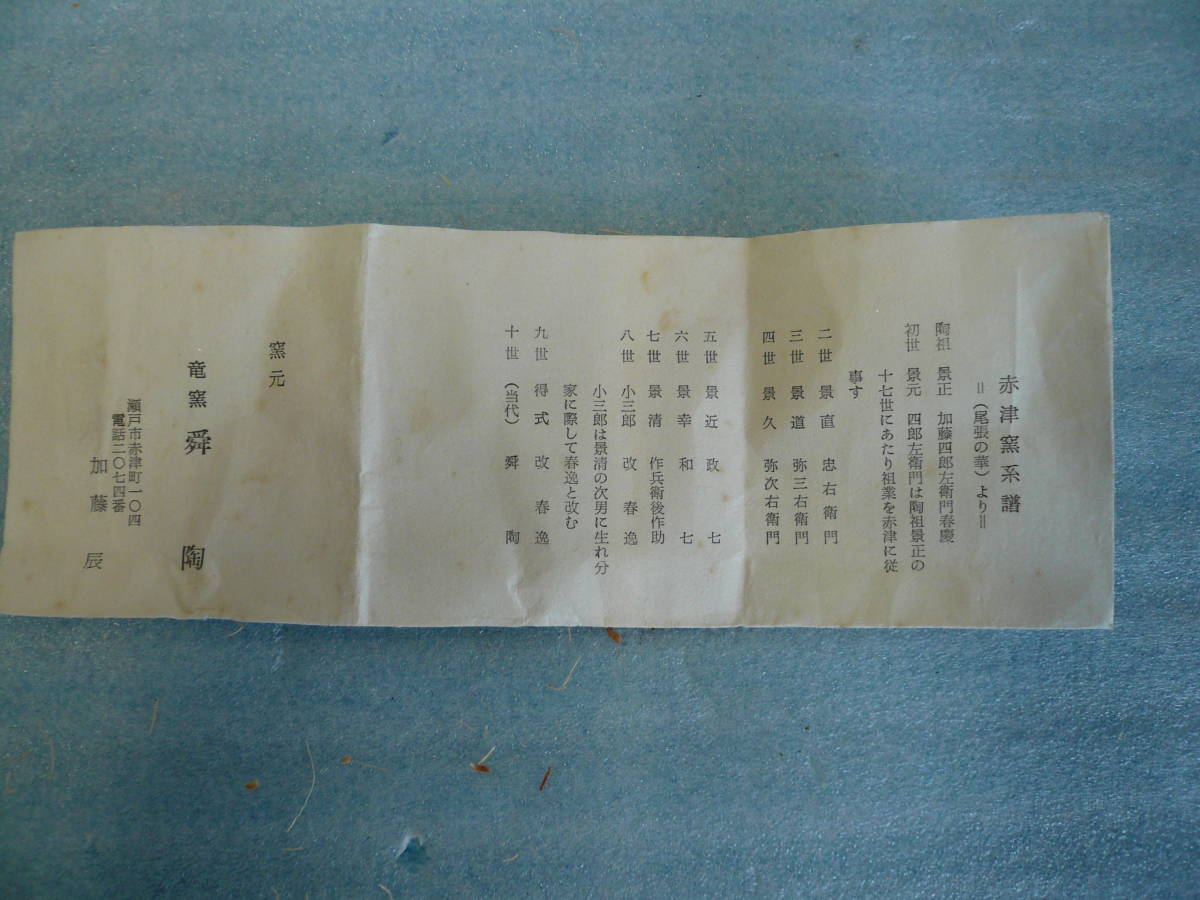 赤津窯系譜
＝（尾張の華）より＝
陶祖 景正 加藤四郎左衛門春慶
初世 景元 四郎左衛門は陶祖景正の
十七世にあたり祖業を赤津に従
事す
二世 景直 忠右衛門
三世 景道 弥三右衛門
四世 景久 弥次右衛門
五世 景近 政七
六世 景幸 和七
七世 景清 作兵衛後作助
八世 小三郎 改春逸
小三郎は景清の次男に生れ分
家に際して春逸と改む
九世 得式 改春逸
十世（当代） 舜陶
窯元
竜窯 舜陶
瀬戸市赤津町一〇四
電話二〇七四番
加藤辰